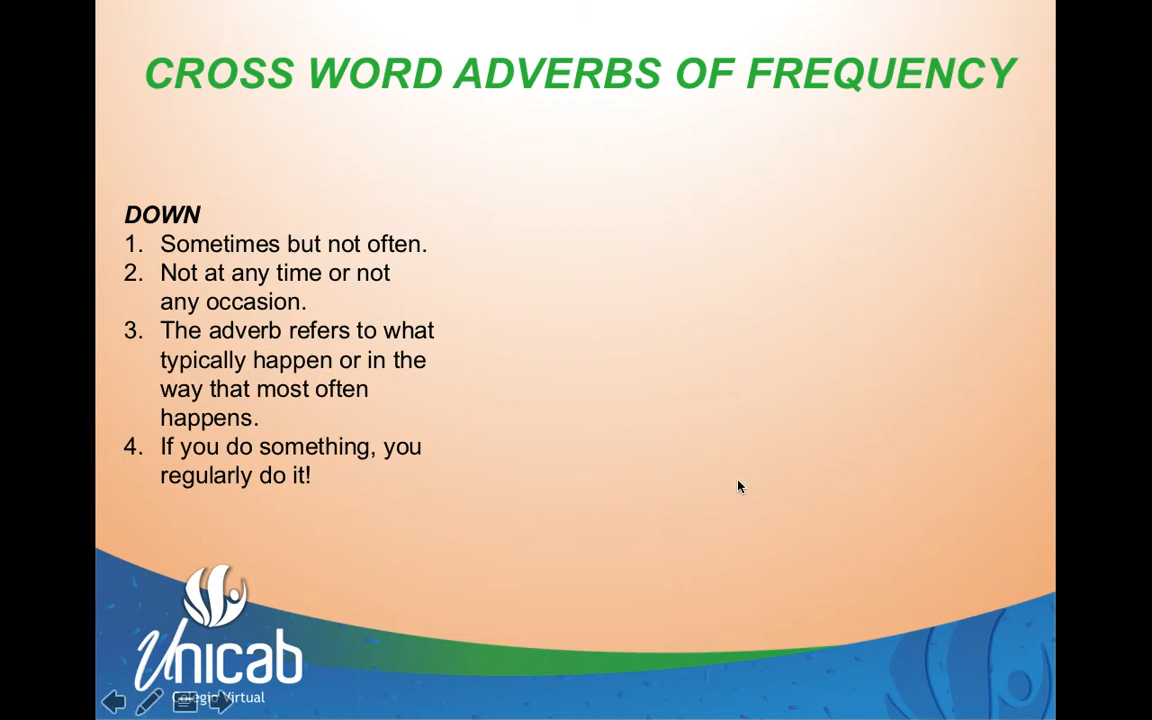 CROSS WORD ADVERBS OF FREQUENCY
DOWN
1. Sometimes but not often.
2. Not at any time or not
any occasion.
3. The adverb refers to what
typically happen or in the
way that most often
happens.
4. If you do something, you
regularly do it!
Unicab
Colegio Virtual